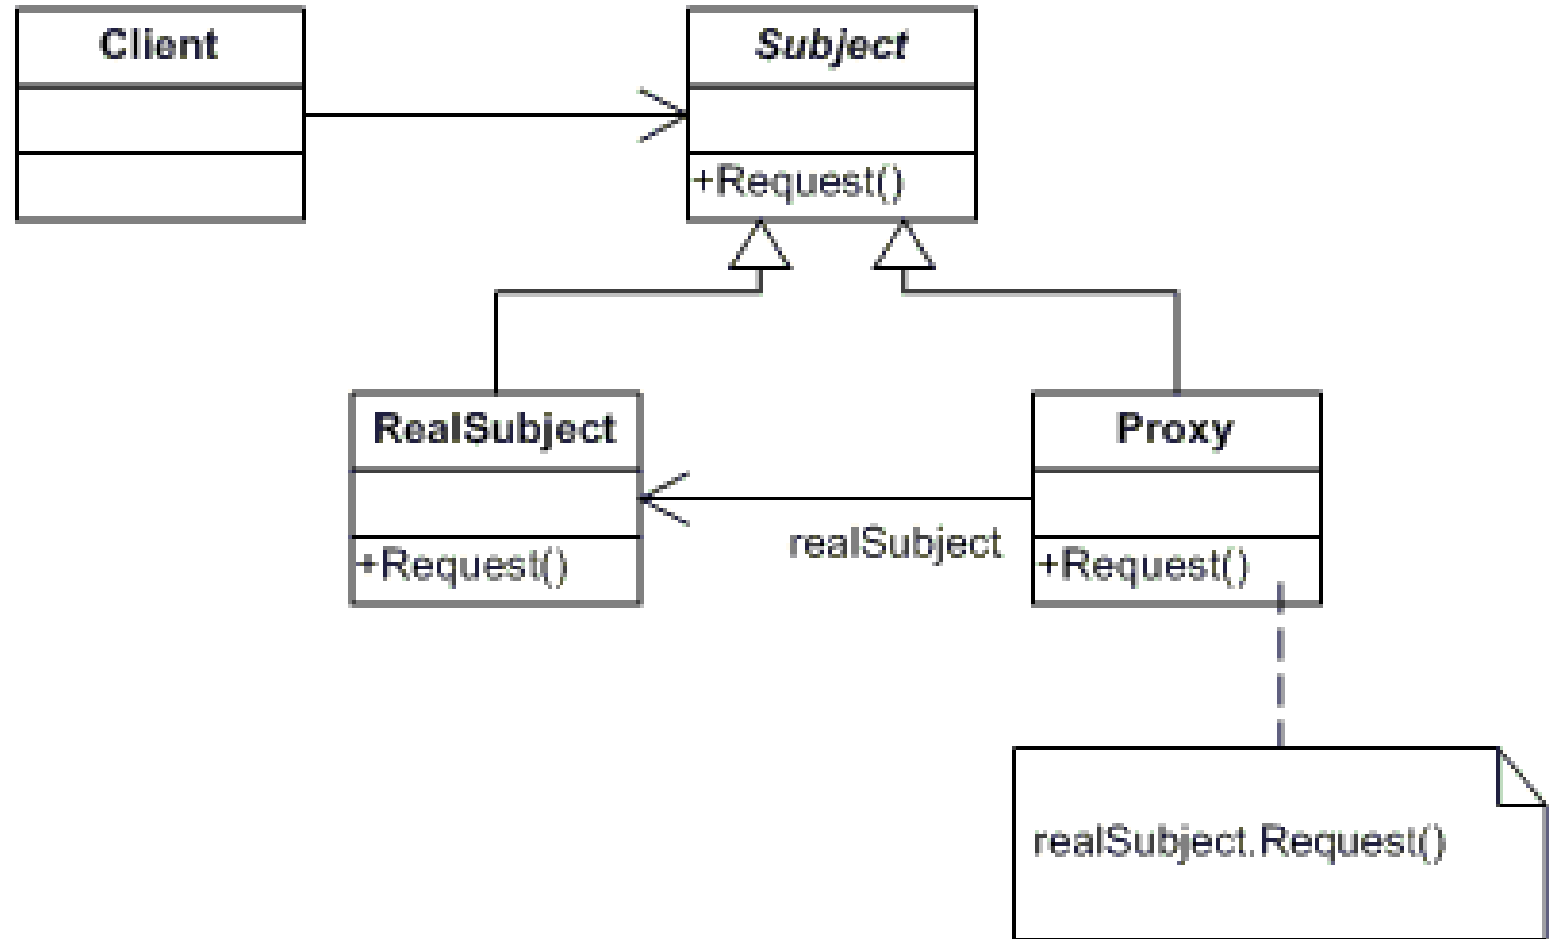 Client
Subject
+Request()
RealSubject
+Request()
realSubject
Proxy
+Request()
realSubject.Request()